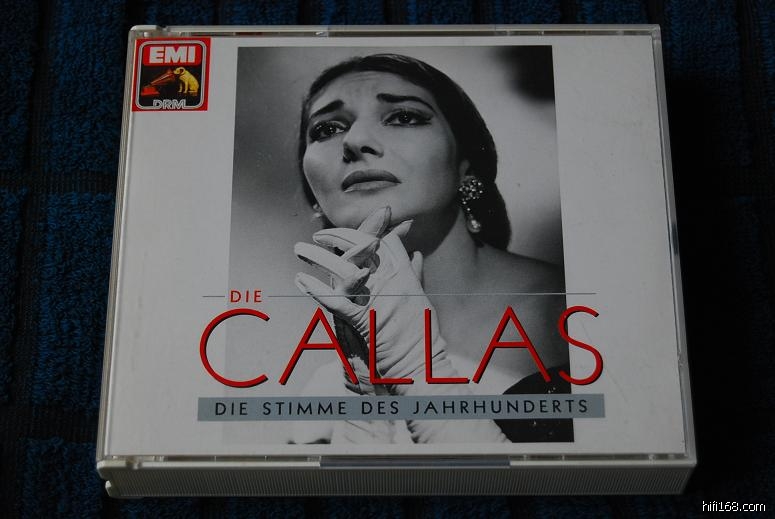 EMI
DRM
DIE
CALLAS
DIE STIMME DES JAHRHUNDERTS
hifi168.com